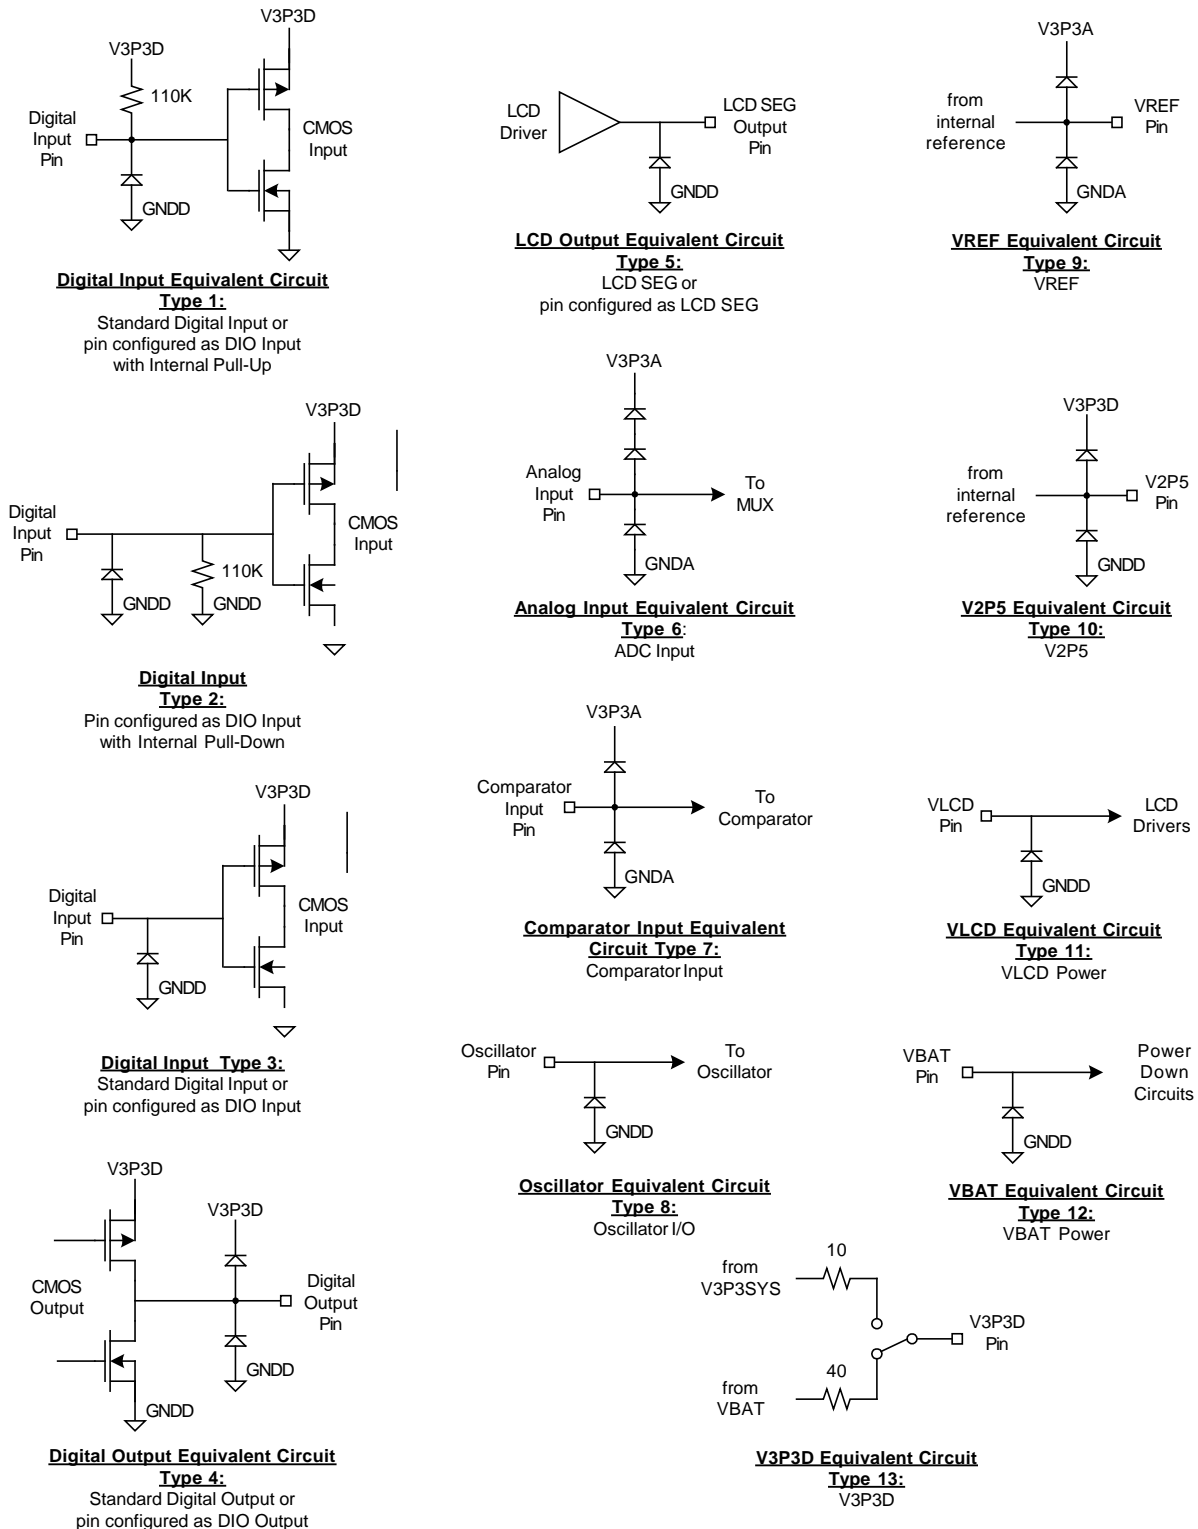 V3P3D
V3P3D
110K
Digital
Input
Pin
CMOS
Input
GNDD
Digital Input Equivalent Circuit
Type 1:
Standard Digital Input or
pin configured as DIO Input
with Internal Pull-Up
V3P3D
Digital
Input
Pin
CMOS
Input
110K
GNDD
GNDD
Digital Input
Type 2:
Pin configured as DIO Input
with Internal Pull-Down
V3P3D
Digital
Input
Pin
CMOS
Input
GNDD
Digital Input Type 3:
Standard Digital Input or
pin configured as DIO Input
V3P3D
V3P3D
CMOS
Output
Digital
Output
Pin
GNDD
GNDD
Digital Output Equivalent Circuit
Type 4:
Standard Digital Output or
pin configured as DIO Output
LCD
Driver
LCD SEG
Output
Pin
GNDD
LCD Output Equivalent Circuit
Type 5:
LCD SEG or
pin configured as LCD SEG
V3P3A
Analog
Input
Pin
To
MUX
GNDA
Analog Input Equivalent Circuit
Type 6:
ADC Input
V3P3A
Comparator
Input
Pin
To
Comparator
GNDA
Comparator Input Equivalent
Circuit Type 7:
Comparator Input
Oscillator
Pin
To
Oscillator
GNDD
Oscillator Equivalent Circuit
Type 8:
Oscillator I/O
V3P3A
from
internal
reference
VREF
Pin
GNDA
VREF Equivalent Circuit
Type 9:
VREF
V3P3D
from
internal
reference
V2P5
Pin
GNDD
V2P5 Equivalent Circuit
Type 10:
V2P5
VLCD
Pin
LCD
Drivers
GNDD
VLCD Equivalent Circuit
Type 11:
VLCD Power
VBAT
Pin
Power
Down
Circuits
GNDD
VBAT Equivalent Circuit
Type 12:
VBAT Power
10
from
V3P3SYS
V3P3D
Pin
40
from
VBAT
V3P3D Equivalent Circuit
Type 13:
V3P3D